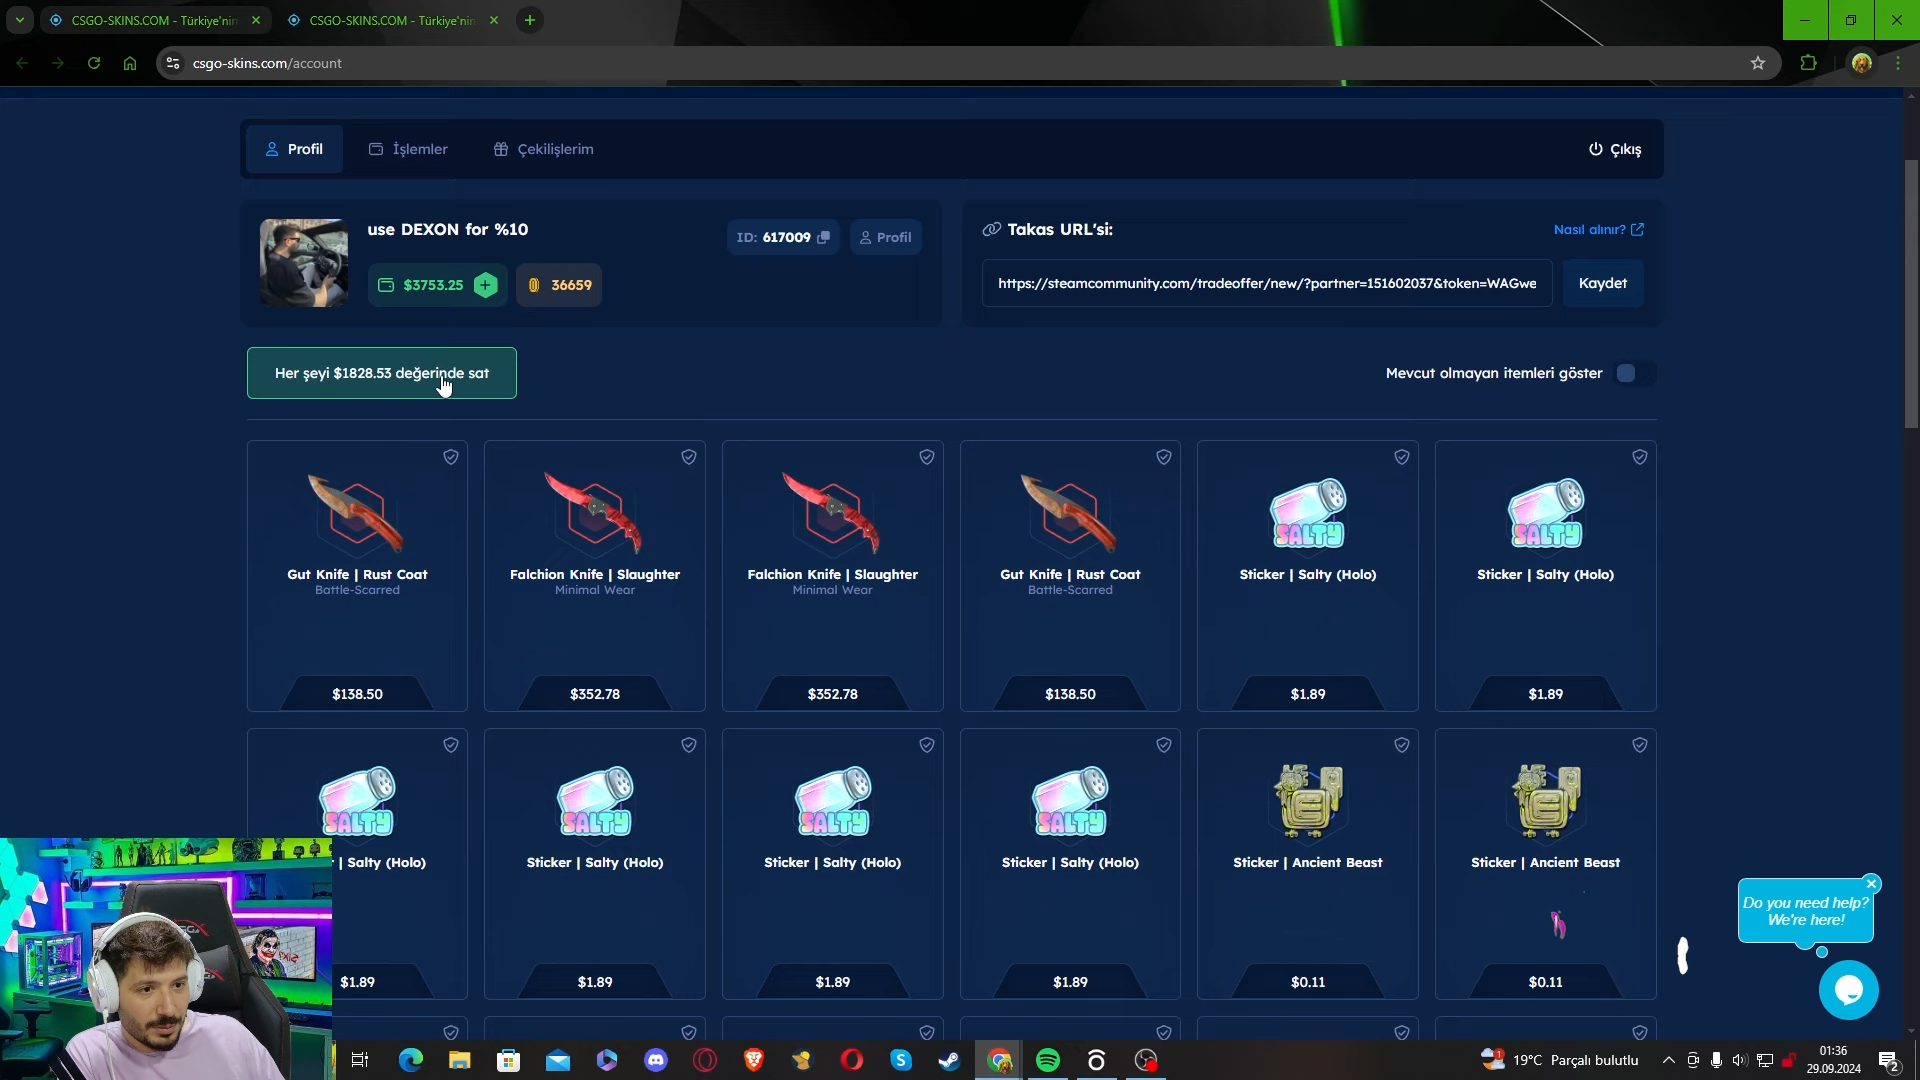 CSGO-SKINS.COM - Türkiye'nin
CSGO-SKINS.COM - Türkiye'nin
csgo-skins.com/account
Profil
İşlemler
Çekilişlerim
Çıkış
use DEXON for %10
ID: 617009
Profil
$3753.25
36659
Takas URL'si:
Nasıl alınır?
https://steamcommunity.com/tradeoffer/new/?partner=151602037&token=WAGwe
Kaydet
Her şeyi $1828.53 değerinde sat
Mevcut olmayan itemleri göster
Gut Knife | Rust Coat
Battle-Scarred
$138.50
Falchion Knife | Slaughter
Minimal Wear
$352.78
Falchion Knife | Slaughter
Minimal Wear
$352.78
Gut Knife | Rust Coat
Battle-Scarred
$138.50
SALTY
Sticker | Salty (Holo)
$1.89
SALTY
Sticker | Salty (Holo)
$1.89
SALTY
r | Salty (Holo)
$1.89
SALTY
Sticker | Salty (Holo)
$1.89
SALTY
Sticker | Salty (Holo)
$1.89
SALTY
Sticker | Salty (Holo)
$1.89
Sticker | Ancient Beast
$0.11
Sticker | Ancient Beast
$0.11
Do you need help?
We're here!
19°C Parçalı bulutlu
01:36
29.09.2024
2